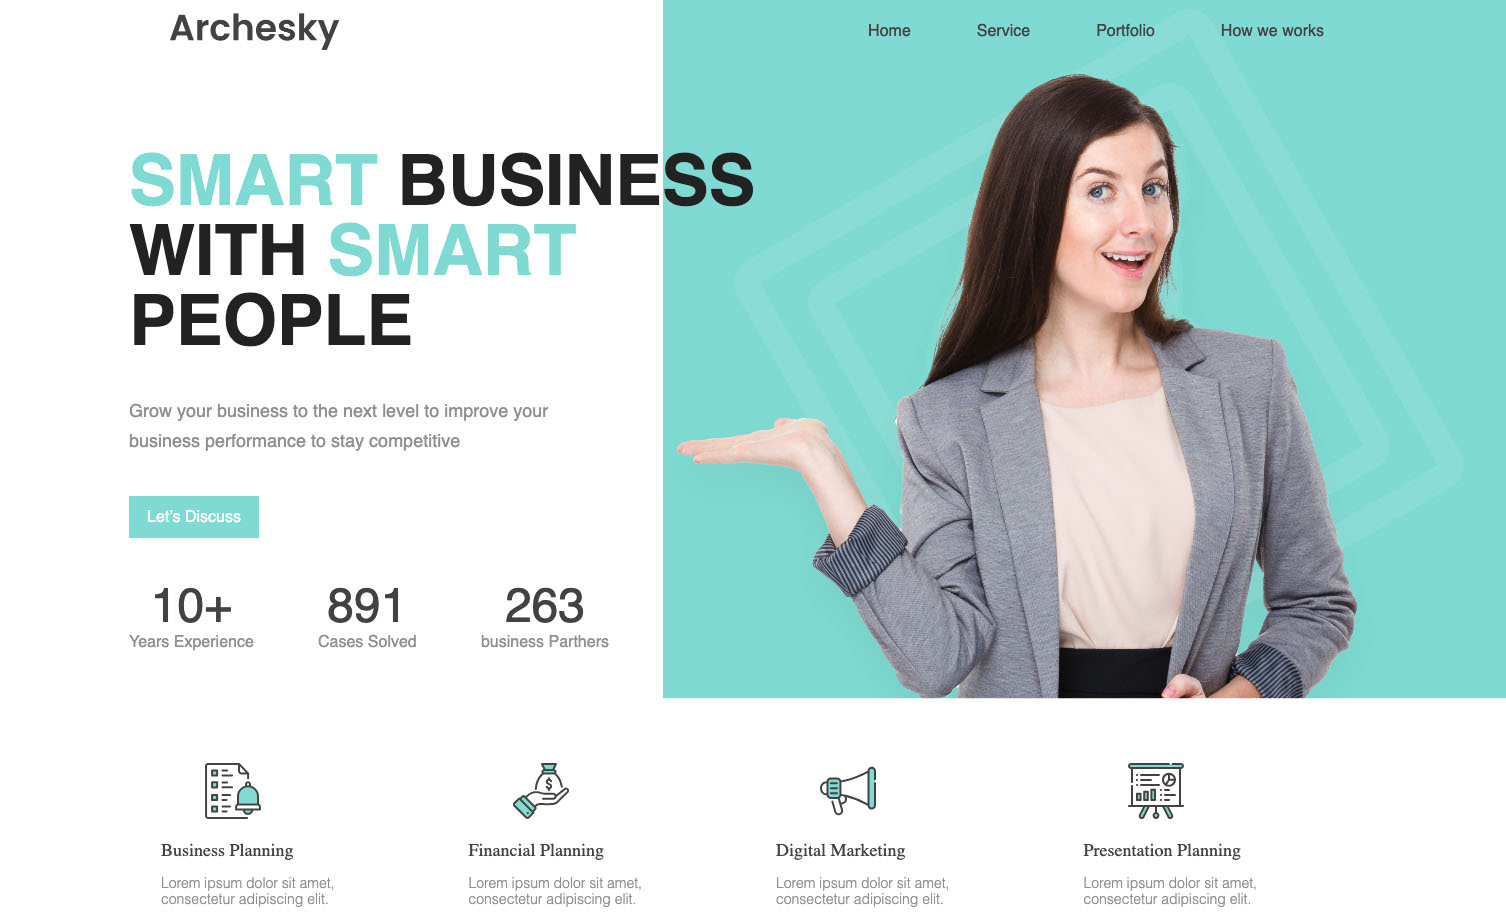 Archesky
Home
Service
Portfolio
How we works
SMART BUSINESS
WITH SMART
PEOPLE
Grow your business to the next level to improve your
business performance to stay competitive
Let's Discuss
10+
Years Experience
891
Cases Solved
263
business Parthers
$
Business Planning
Lorem ipsum dolor sit amet,
consectetur adipiscing elit.
Financial Planning
Lorem ipsum dolor sit amet,
consectetur adipiscing elit.
Digital Marketing
Lorem ipsum dolor sit amet,
consectetur adipiscing elit.
Presentation Planning
Lorem ipsum dolor sit amet,
consectetur adipiscing elit.